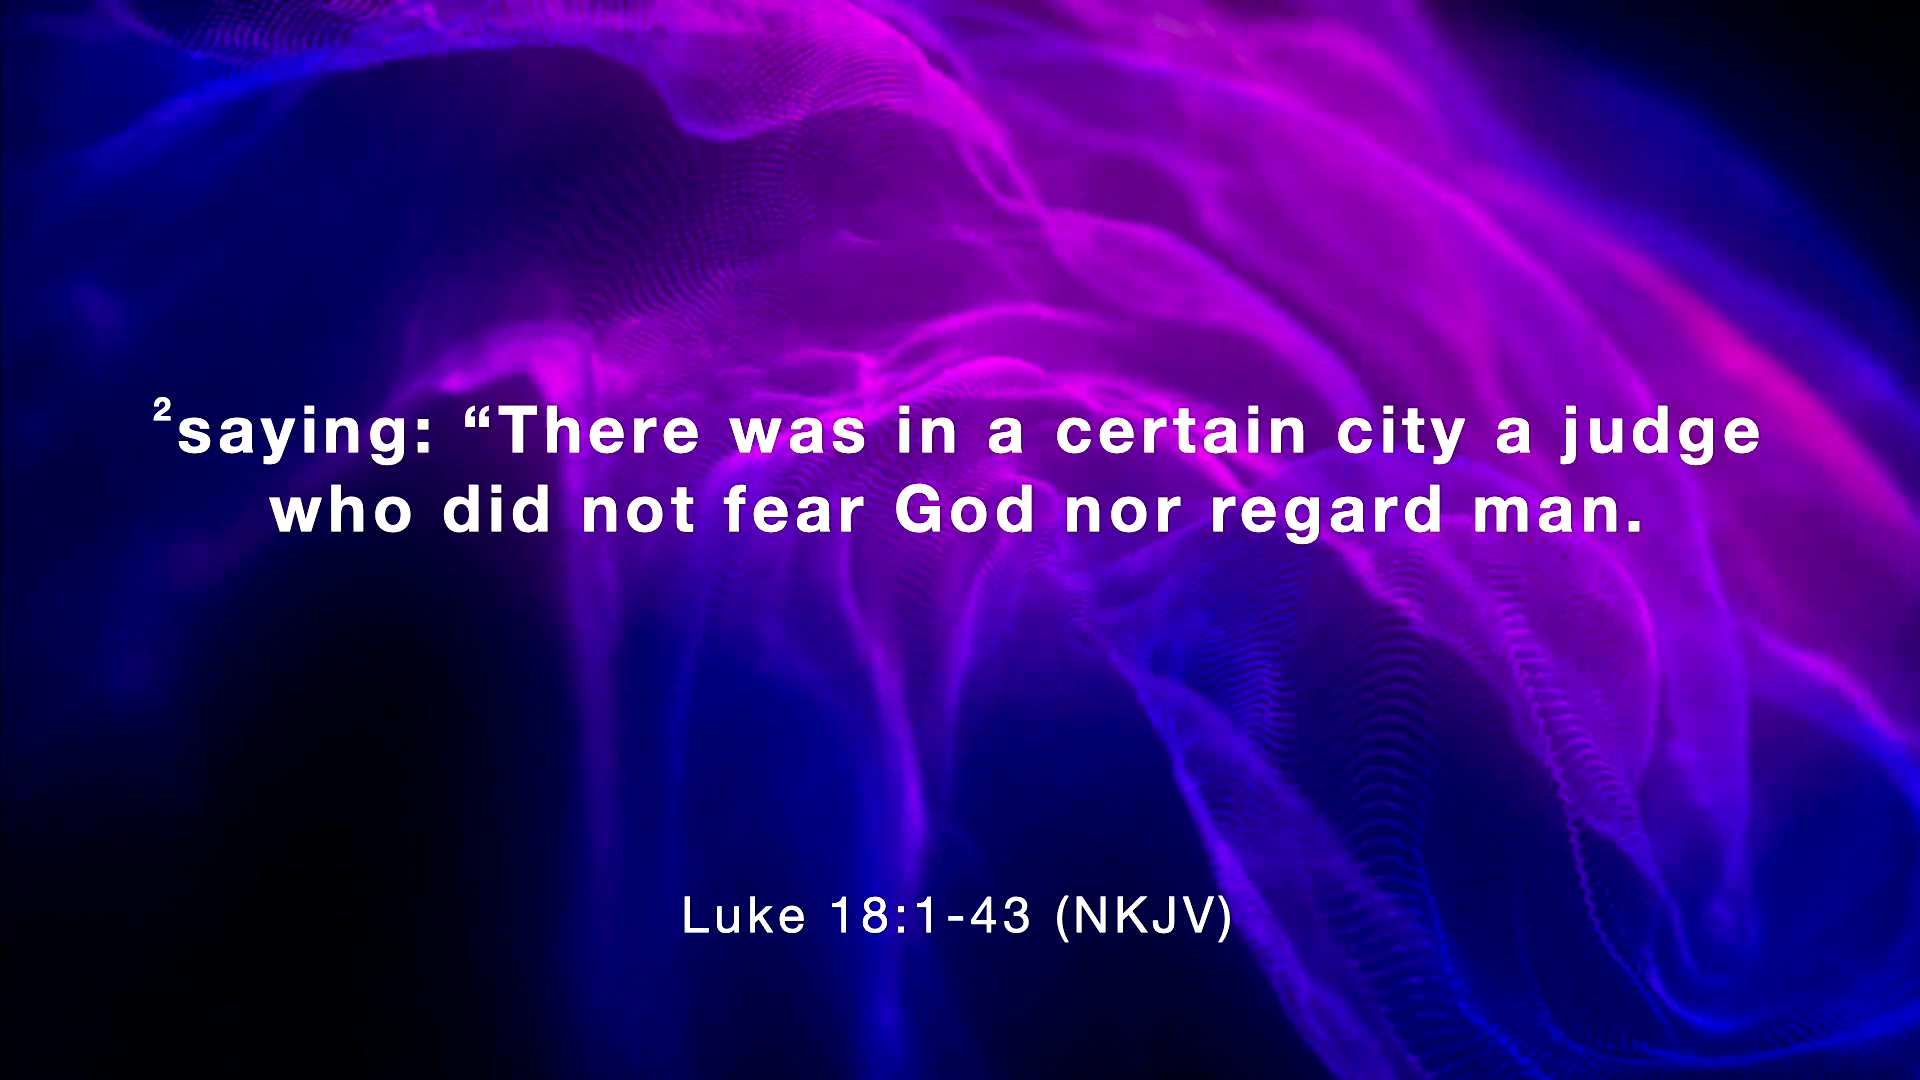 ²saying: “There was in a certain city a judge
who did not fear God nor regard man.
Luke 18:1-43 (NKJV)